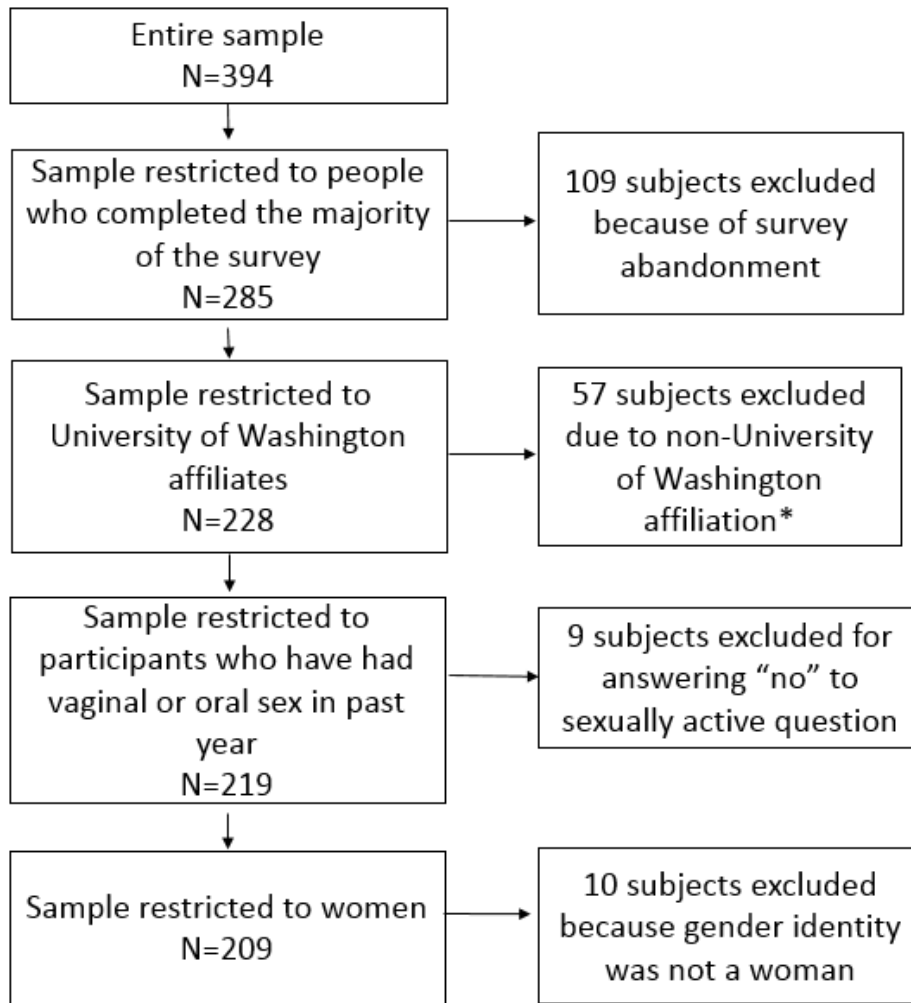 Entire sample
N=394
Sample restricted to people
who completed the majority
of the survey
N=285
109 subjects excluded
because of survey
abandonment
Sample restricted to
University of Washington
affiliates
N=228
57 subjects excluded
due to non-University
of Washington
affiliation*
Sample restricted to
participants who have had
vaginal or oral sex in past
year
N=219
9 subjects excluded for
answering “no” to
sexually active question
Sample restricted to women
N=209
10 subjects excluded
because gender identity
was not a woman